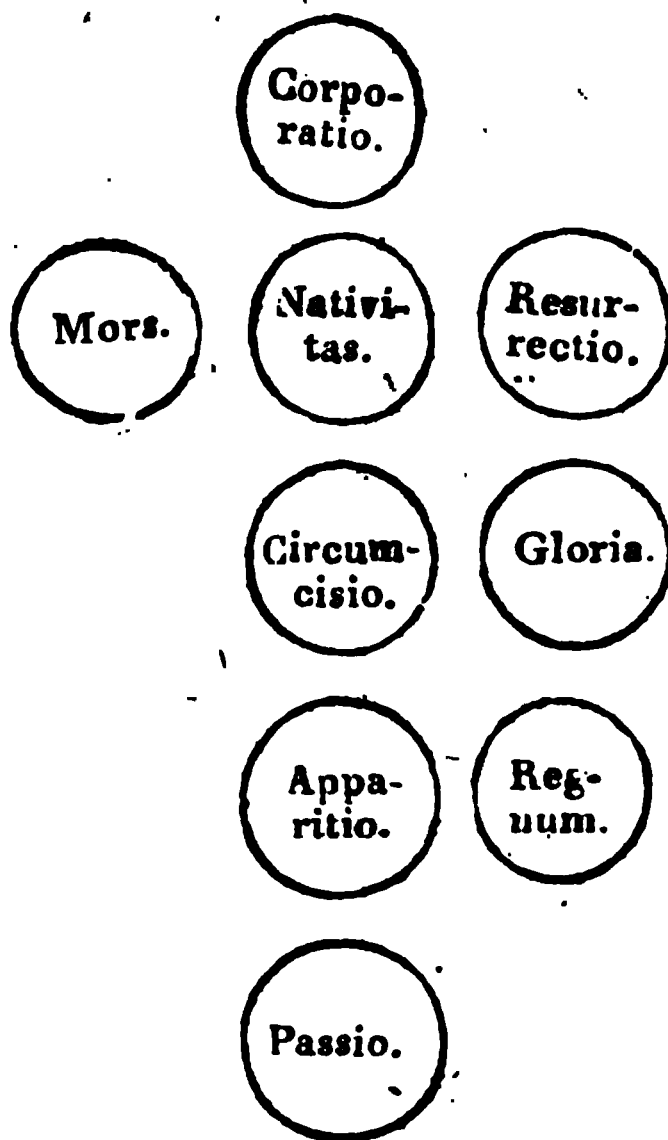 Corpo-
ratio.
Mors.
Nativi-
tas.
Resur-
rectio.
Circum-
cisio.
Gloria.
Appa-
ritio.
Reg-
num.
Passio.